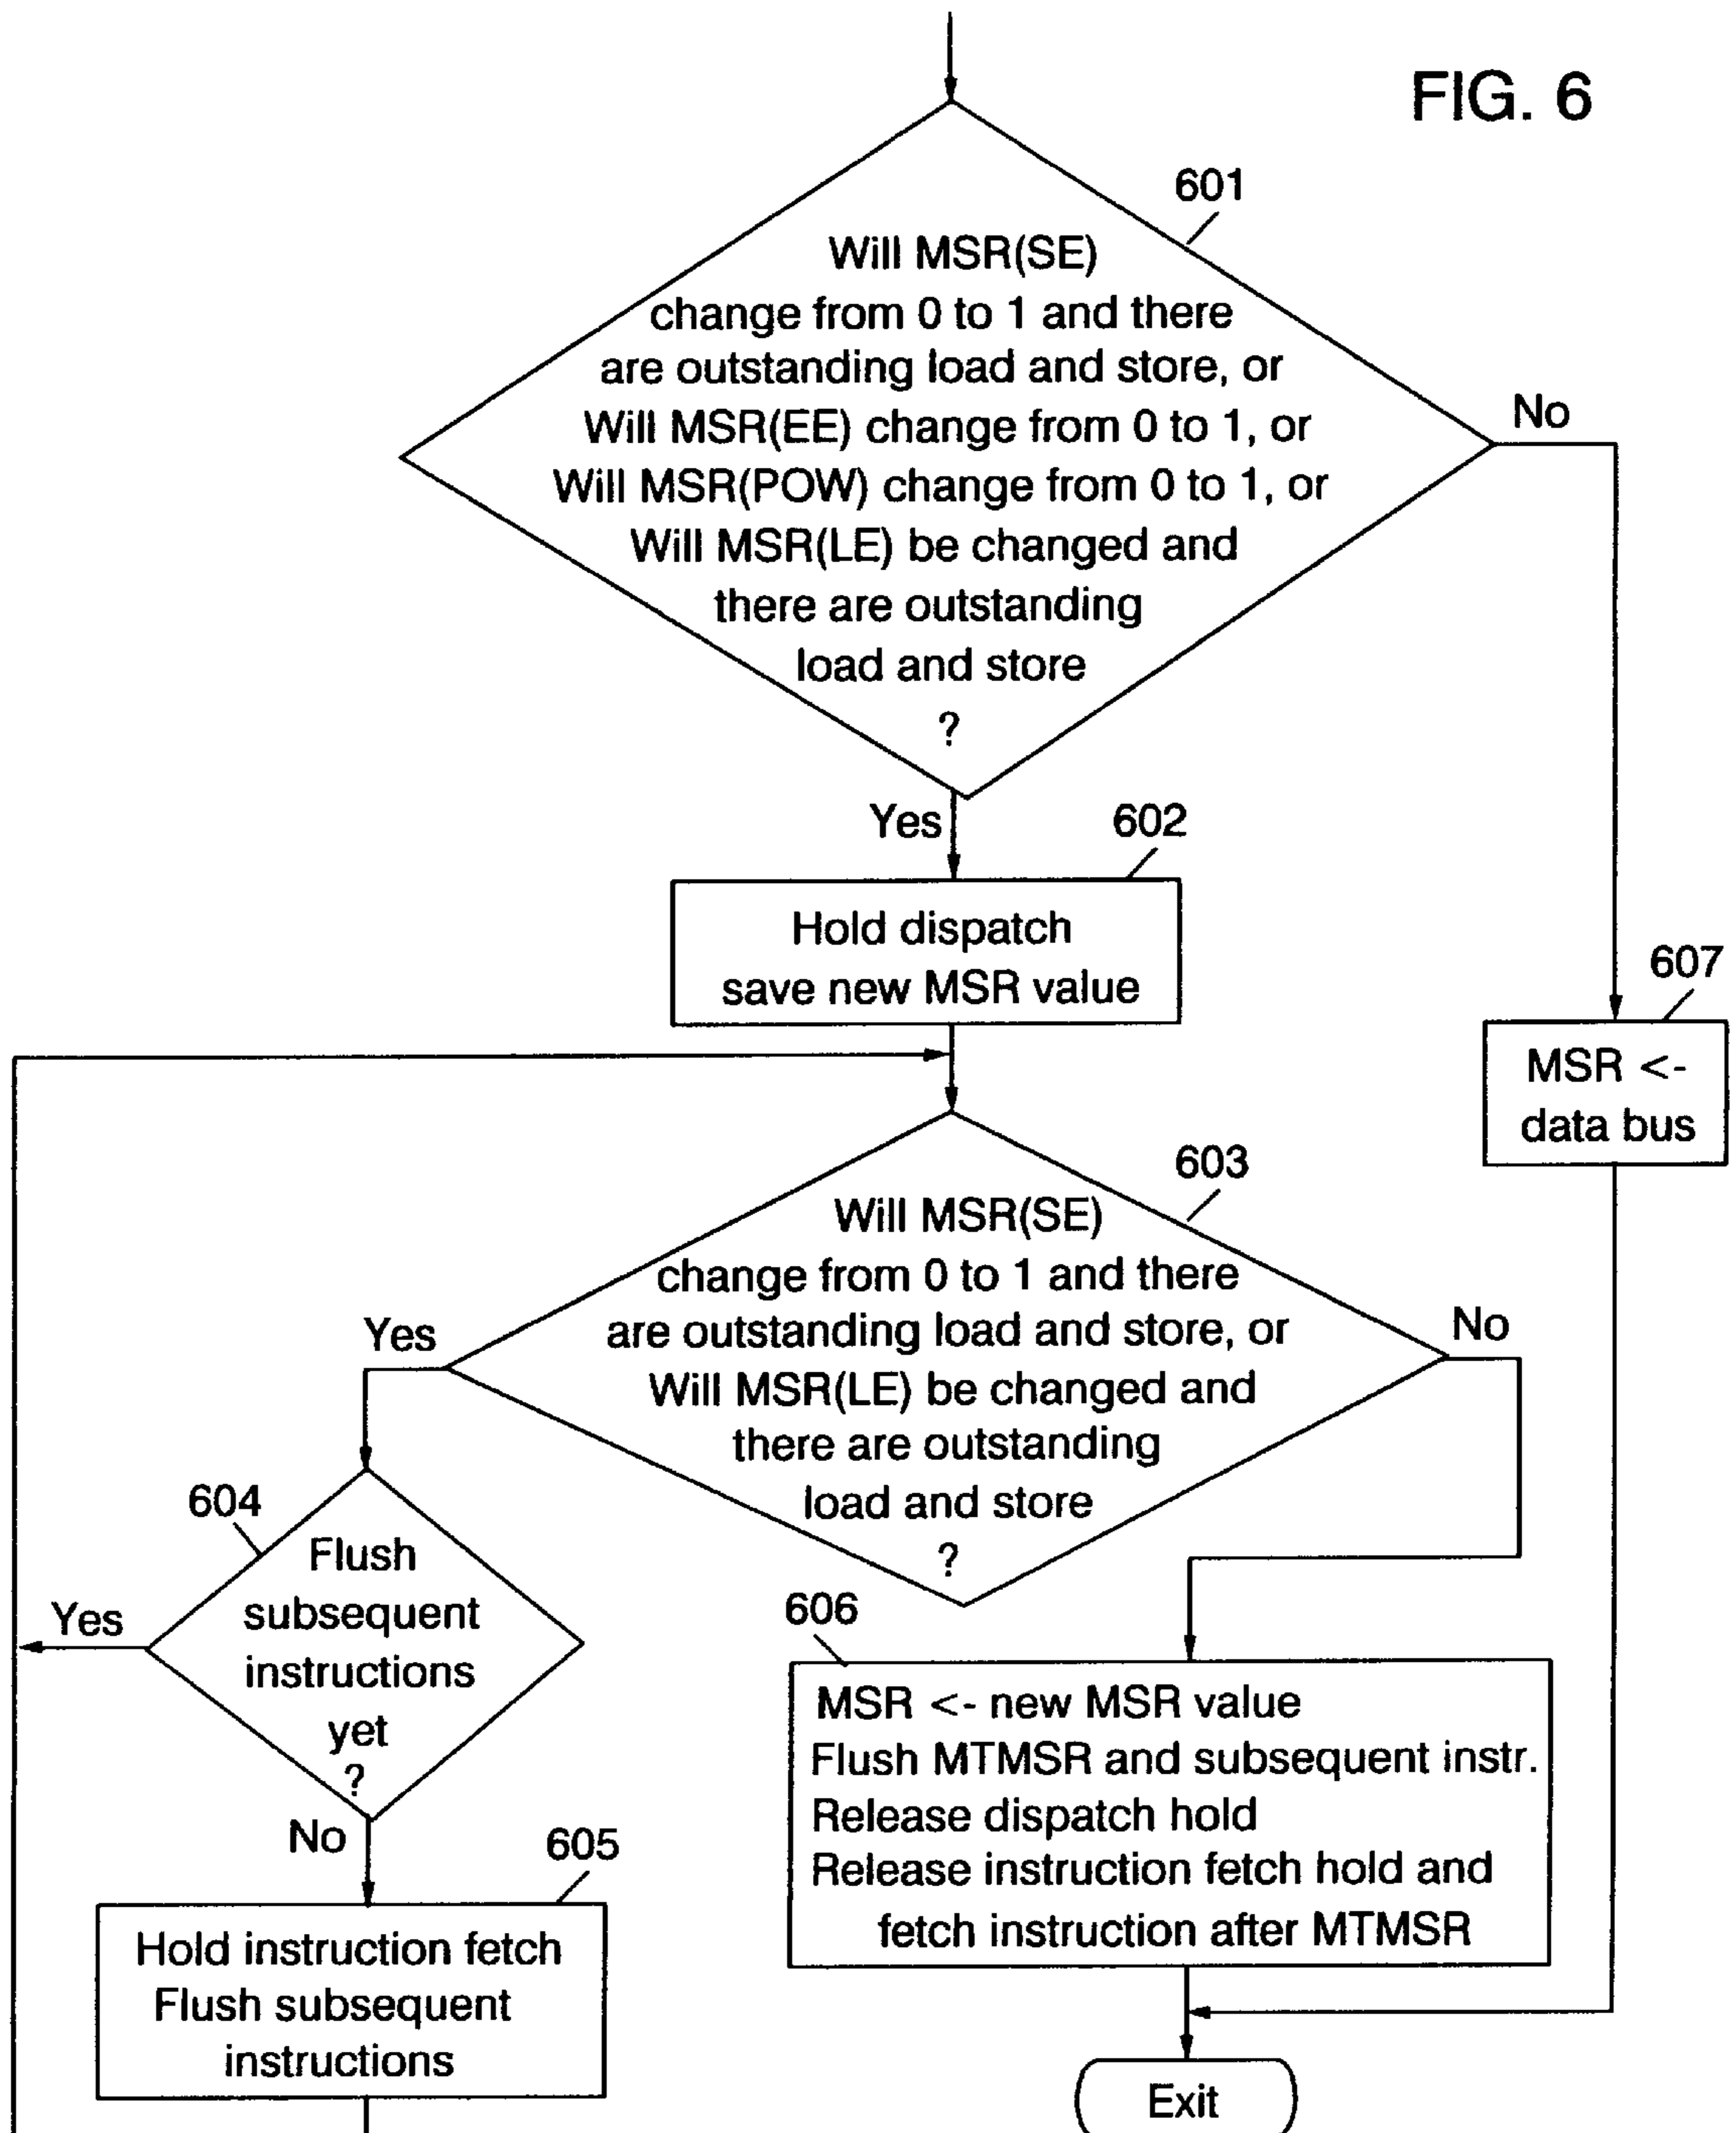 FIG. 6
601
Will MSR(SE)
change from 0 to 1 and there
are outstanding load and store, or
Will MSR(EE) change from 0 to 1, or
Will MSR(POW) change from 0 to 1, or
Will MSR(LE) be changed and
there are outstanding
load and store
?
No
Yes
602
Hold dispatch
save new MSR value
607
MSR <-
data bus
603
Will MSR(SE)
change from 0 to 1 and there
are outstanding load and store, or
Will MSR(LE) be changed and
there are outstanding
load and store
?
Yes
No
604
Flush
subsequent
instructions
yet
?
Yes
No
605
Hold instruction fetch
Flush subsequent
instructions
606
MSR <- new MSR value
Flush MTMSR and subsequent instr.
Release dispatch hold
Release instruction fetch hold and
fetch instruction after MTMSR
Exit